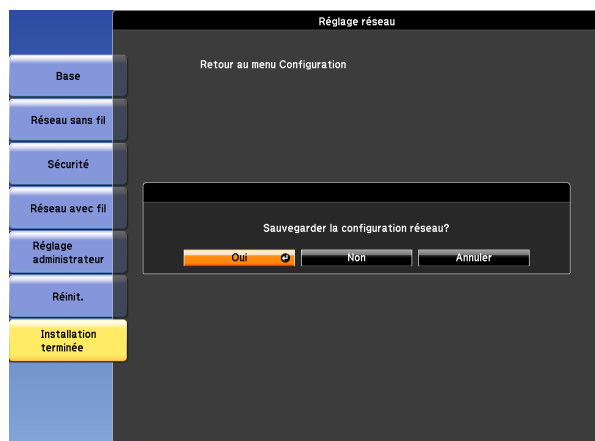 Réglage réseau
Retour au menu Configuration
Base
Réseau sans fil
Sécurité
Réseau avec fil
Réglage
administrateur
Réinit.
Installation
terminée
Sauvegarder la configuration réseau?
Oui
Non
Annuler